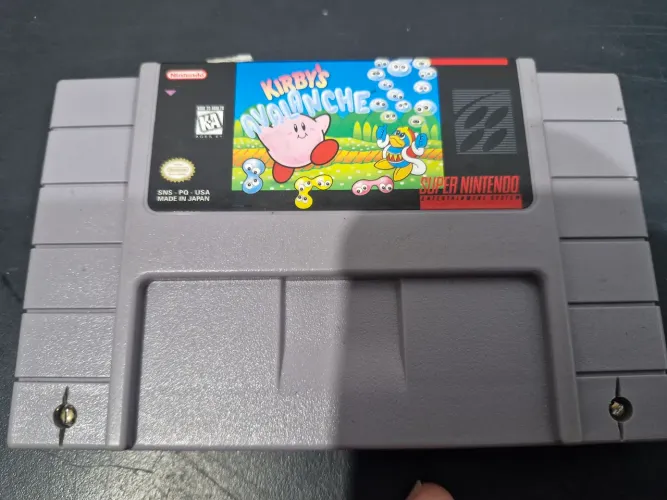 Nintendo
KIRBY'S
AVALANCHE
K-A
SNS - PQ - USA
MADE IN JAPAN
SUPER NINTENDO
ENTERTAINMENT SYSTEM